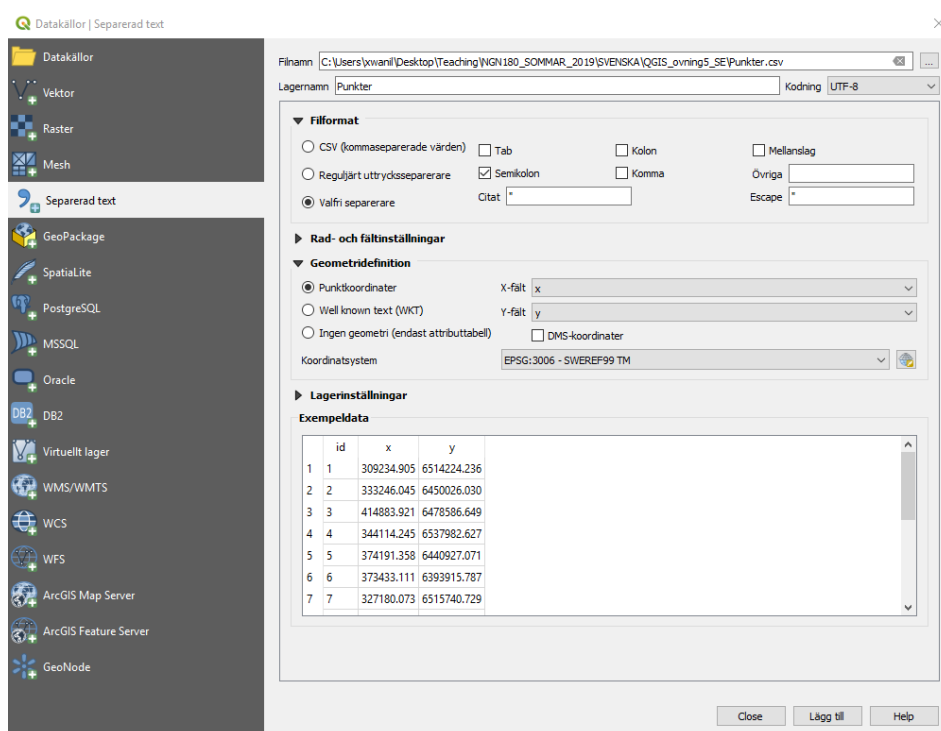 Datakällor | Separerad text
Datakällor
Vektor
Raster
Mesh
Separerad text
GeoPackage
SpatiaLite
PostgreSQL
MSSQL
Oracle
DB2 DB2
Virtuellt lager
WMS/WMTS
WCS
WFS
ArcGIS Map Server
ArcGIS Feature Server
GeoNode
Filnamn C:\Users\xwanil\Desktop\Teaching\NGN180_SOMMAR_2019\SVENSKA\QGIS_ovning5_SE\Punkter.csv ...
Lagernamn Punkter Kodning UTF-8
Filformat
CSV (kommaseparerade värden) Tab Kolon Mellanslag
Reguljärt uttrycksseparerare Semikolon Komma Övriga
Valfri separerare Citat " Escape "
Rad- och fältinställningar
Geometridefinition
Punktkoordinater X-fält x
Well known text (WKT) Y-fält y
Ingen geometri (endast attributtabell) DMS-koordinater
Koordinatsystem EPSG:3006 - SWEREF99 TM
Lagerinställningar
Exempeldata
id x y
1 1 309234.905 6514224.236
2 2 333246.045 6450026.030
3 3 414883.921 6478586.649
4 4 344114.245 6537982.627
5 5 374191.358 6440927.071
6 6 373433.111 6393915.787
7 7 327180.073 6515740.729
Close Lägg till Help